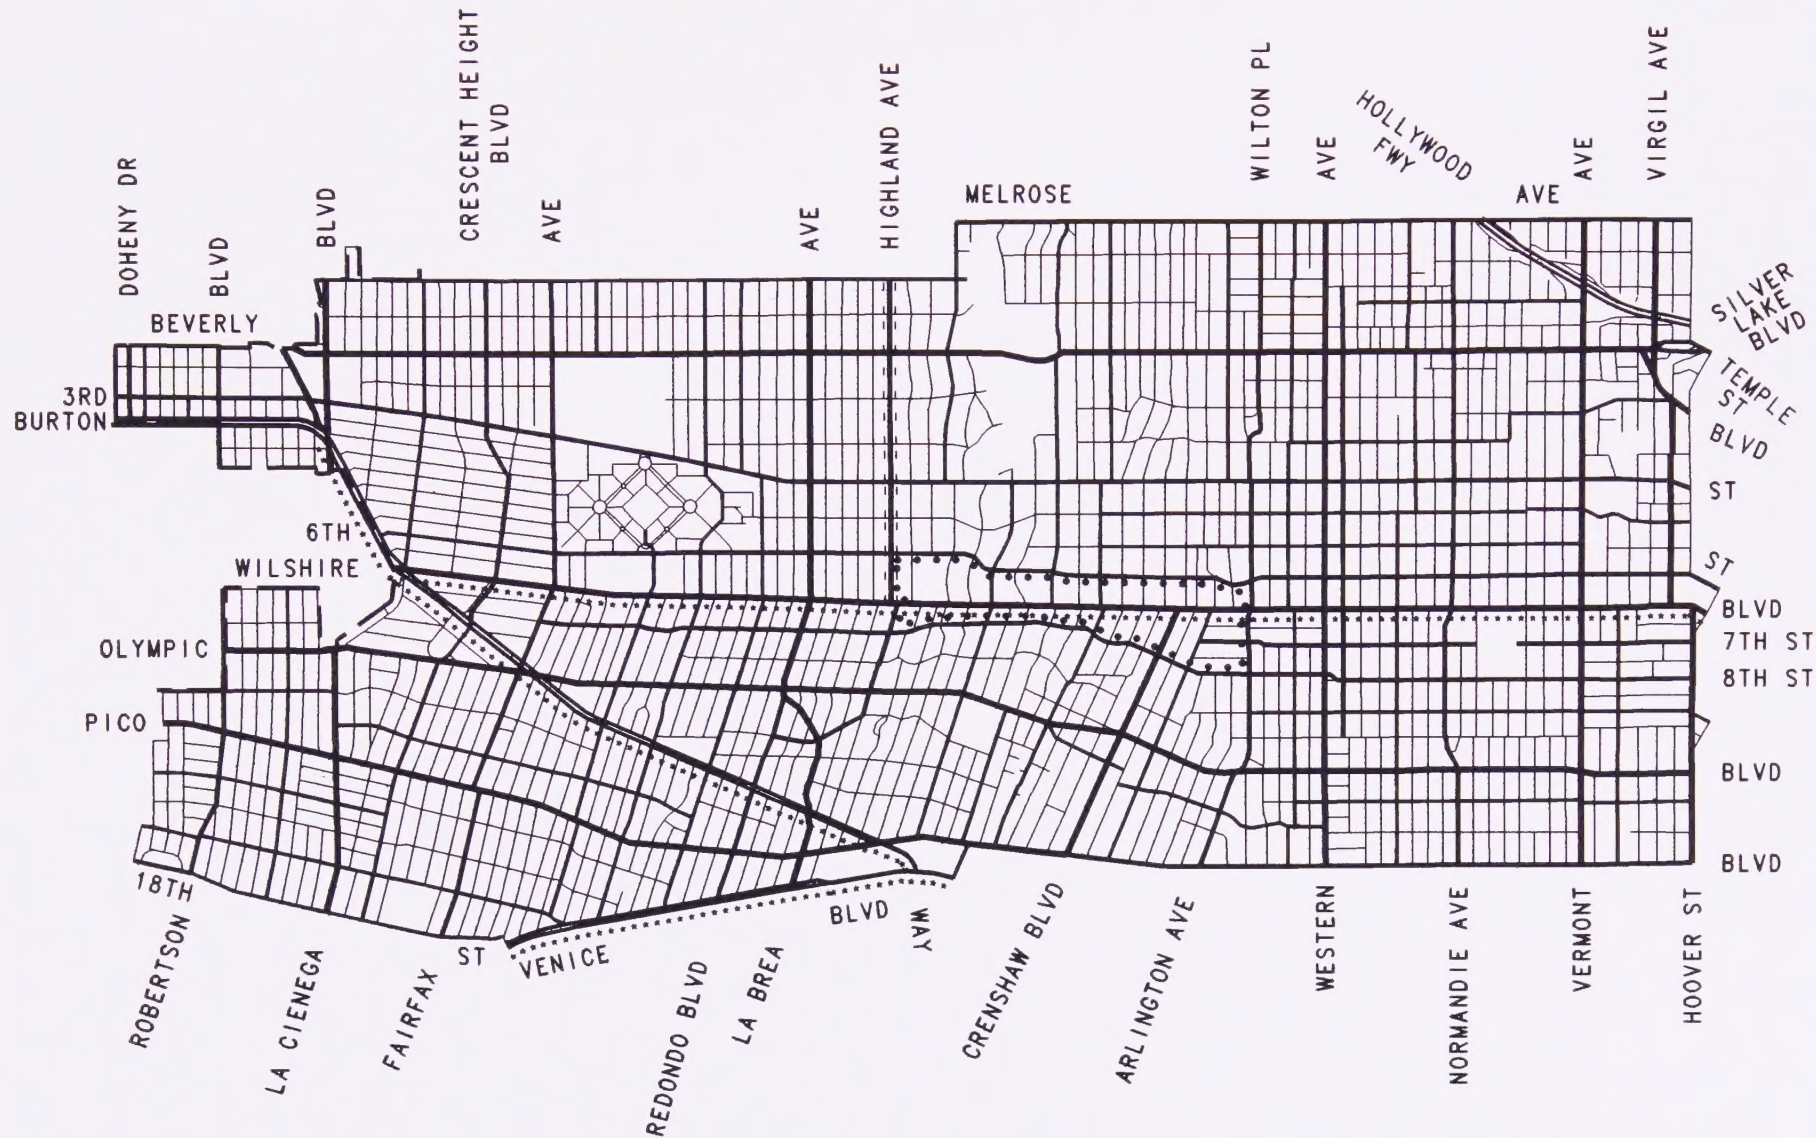 DOHENY DR
BLVD
BLVD
CRESCENT HEIGHT
BLVD
AVE
AVE
HIGHLAND AVE
WILTON PL
AVE
HOLLYWOOD
FWY
AVE
VIRGIL AVE
MELROSE
AVE
BEVERLY
3RD
BURTON
6TH
WILSHIRE
OLYMPIC
PICO
18TH
ST
VENICE
BLVD
WAY
SILVER
LAKE
BLVD
TEMPLE
ST
BLVD
ST
ST
BLVD
7TH ST
8TH ST
BLVD
BLVD
ROBERTSON
LA CIENEGA
FAIRFAX
REDONDO BLVD
LA BREA
CRENSHAW BLVD
ARLINGTON AVE
WESTERN
NORMANDIE AVE
VERMONT
HOOVER ST